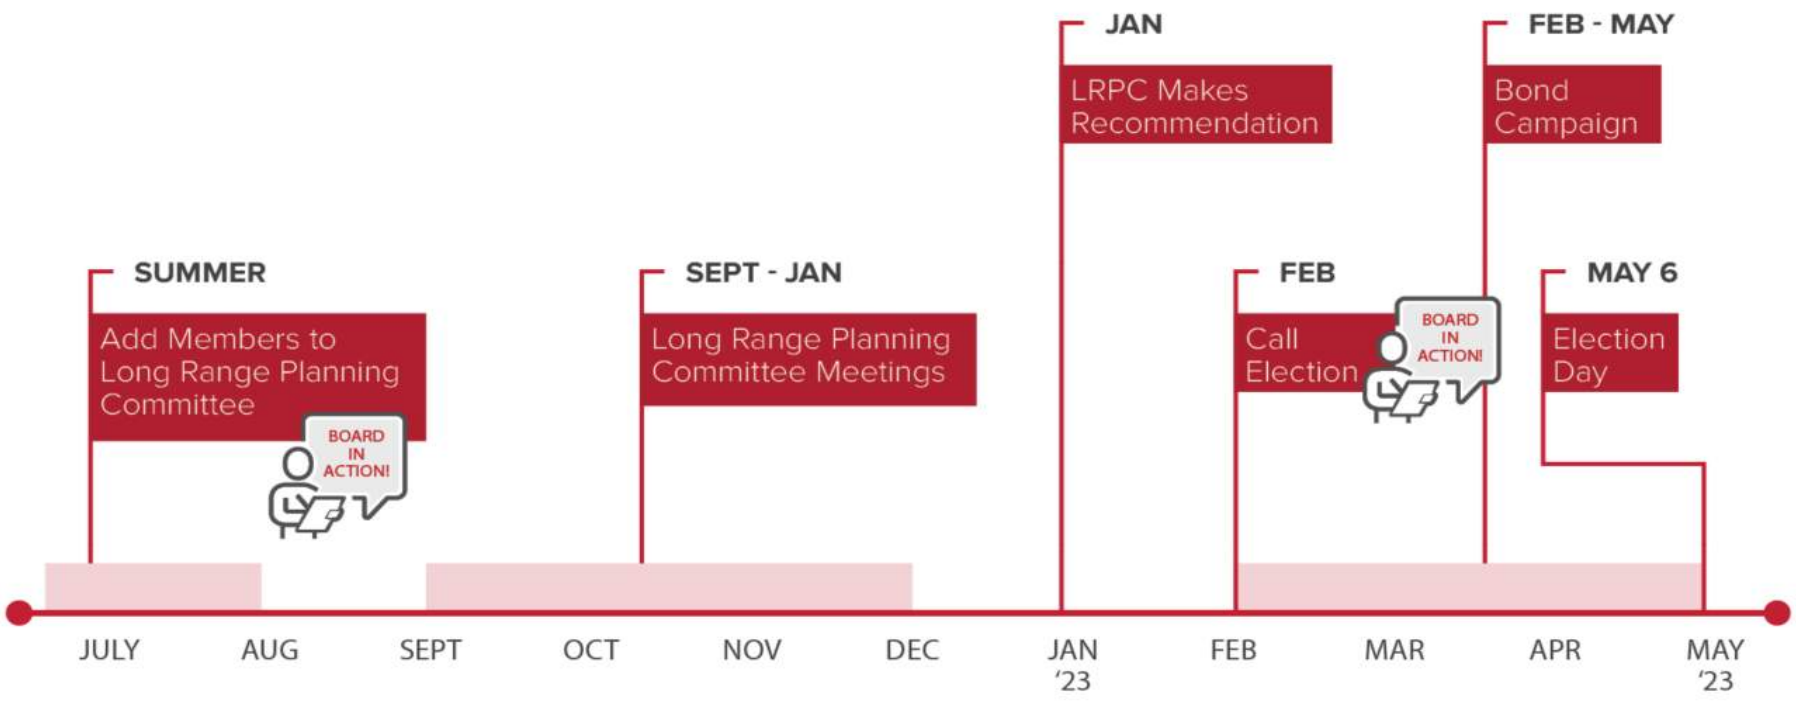 JAN
LRPC Makes
Recommendation
FEB - MAY
Bond
Campaign
SUMMER
Add Members to
Long Range Planning
Committee
BOARD
IN
ACTION!
SEPT - JAN
Long Range Planning
Committee Meetings
FEB
Call
Election
BOARD
IN
ACTION!
MAY 6
Election
Day
JULY AUG SEPT OCT NOV DEC JAN FEB MAR APR MAY
'23 '23